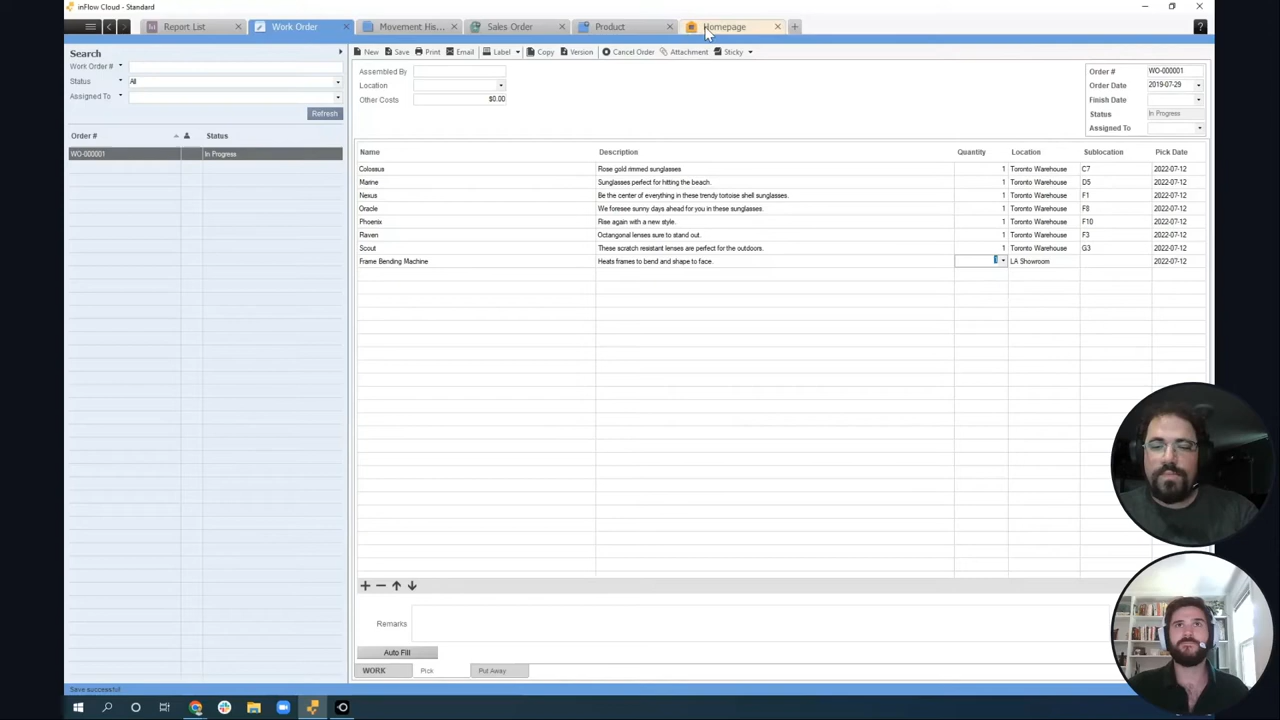 inFlow Cloud - Standard
Report List
Work Order
Movement His...
Sales Order
Product
Homepage
?
Search
Work Order #
Status All
Assigned To
Refresh
Order # Status
WO-000001 In Progress
New Save Print Email Label Copy Version Cancel Order Attachment Sticky
Assembled By
Location
Other Costs $0.00
Order # WO-000001
Order Date 2019-07-29
Finish Date
Status In Progress
Assigned To
Name Description Quantity Location Sublocation Pick Date
Colossus Rose gold rimmed sunglasses 1 Toronto Warehouse C7 2022-07-12
Marine Sunglasses perfect for hitting the beach. 1 Toronto Warehouse D5 2022-07-12
Nexus Be the center of everything in these trendy tortoise shell sunglasses. 1 Toronto Warehouse F1 2022-07-12
Oracle We foresee sunny days ahead for you in these sunglasses. 1 Toronto Warehouse F8 2022-07-12
Phoenix Rise again with a new style. 1 Toronto Warehouse F10 2022-07-12
Raven Octangonal lenses sure to stand out. 1 Toronto Warehouse F3 2022-07-12
Scout These scratch resistant lenses are perfect for the outdoors. 1 Toronto Warehouse G3 2022-07-12
Frame Bending Machine Heats frames to bend and shape to face. 1 LA Showroom 2022-07-12
Remarks
Auto Fill
WORK Pick Put Away
Save successful!